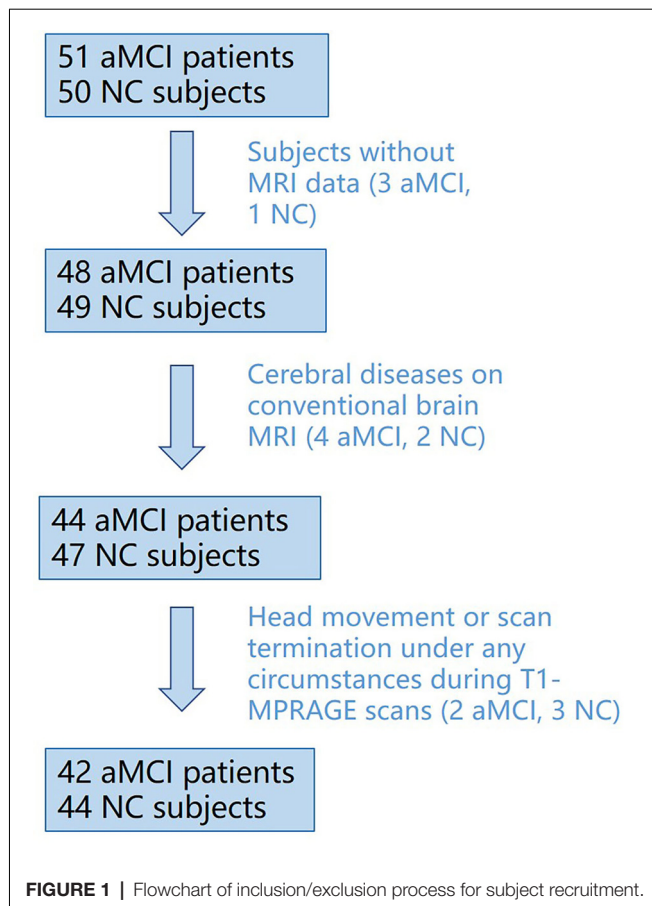 51 aMCI patients
50 NC subjects
Subjects without
MRI data (3 aMCI,
1 NC)
48 aMCI patients
49 NC subjects
Cerebral diseases on
conventional brain
MRI (4 aMCI, 2 NC)
44 aMCI patients
47 NC subjects
Head movement or scan
termination under any
circumstances during T1-
MPRAGE scans (2 aMCI, 3 NC)
42 aMCI patients
44 NC subjects
FIGURE 1 | Flowchart of inclusion/exclusion process for subject recruitment.